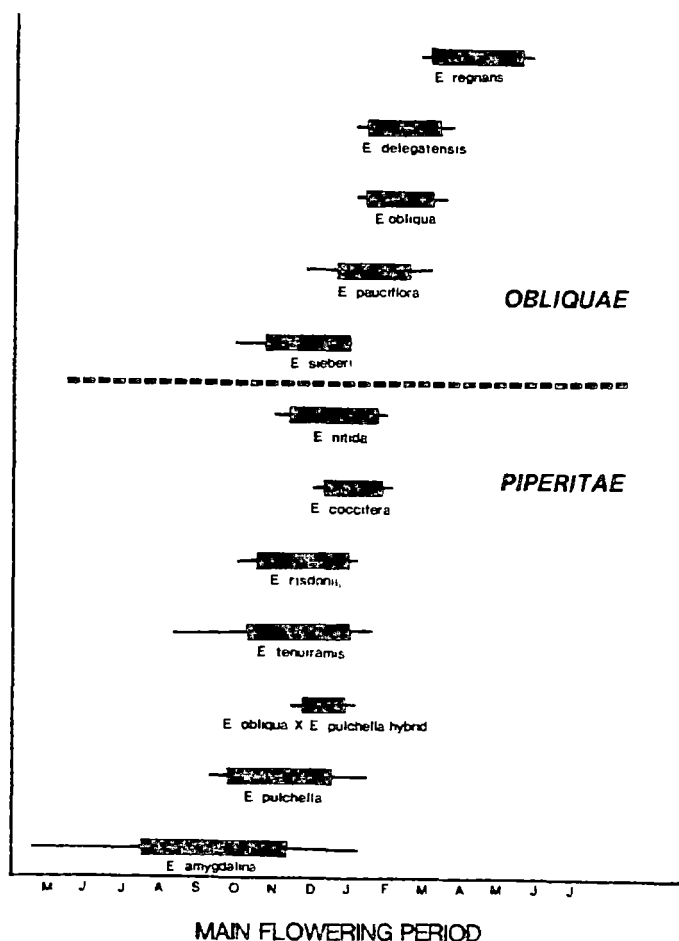 E regnans
E delegatensis
E obliqua
E pauciflora
OBLIQUAE
E sieberi
E nitida
E coccifera
PIPERITAE
E risdonii
E tenuiramis
E obliqua X E pulchella hybrid
E pulchella
E amygdalina
M J J A S O N D J F M A M J J
MAIN FLOWERING PERIOD